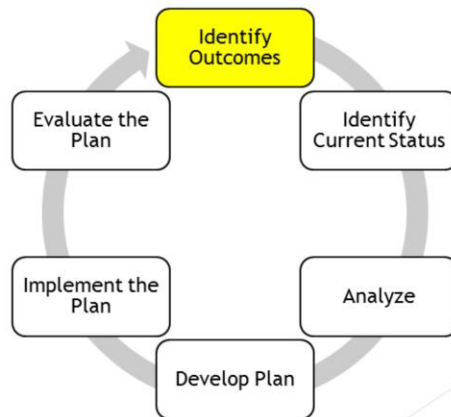 Identify
Outcomes
Identify
Current Status
Analyze
Develop Plan
Implement the
Plan
Evaluate the
Plan